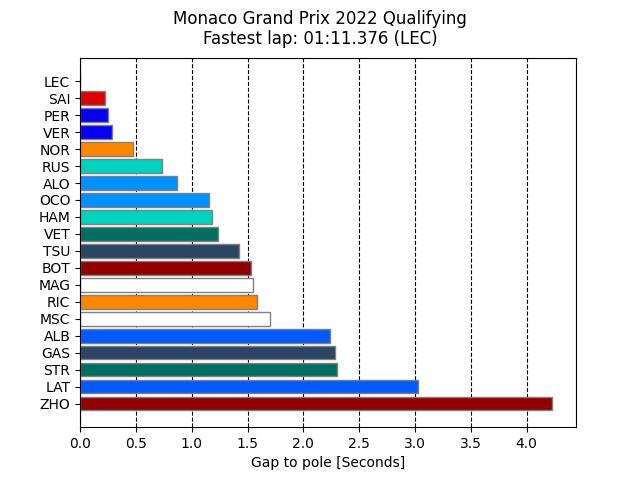 Monaco Grand Prix 2022 Qualifying
Fastest lap: 01:11.376 (LEC)
LEC
SAI
PER
VER
NOR
RUS
ALO
OCO
HAM
VET
TSU
BOT
MAG
RIC
MSC
ALB
GAS
STR
LAT
ZHO
0.0 0.5 1.0 1.5 2.0 2.5 3.0 3.5 4.0
Gap to pole [Seconds]